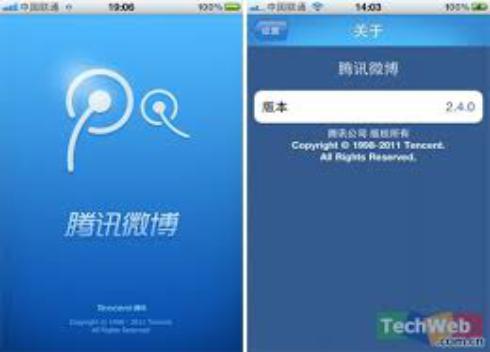 中国联通
19:06
100%
腾讯微博
Tencent 腾讯
Copyright © 1998 - 2011 Tencent.
All Rights Reserved
中国联通
14:03
100%
设置
关于
腾讯微博
版本
2.4.0
腾讯公司 版权所有
Copyright © 1998-2011 Tencent.
All Rights Reserved.
TechWeb
.com.cn